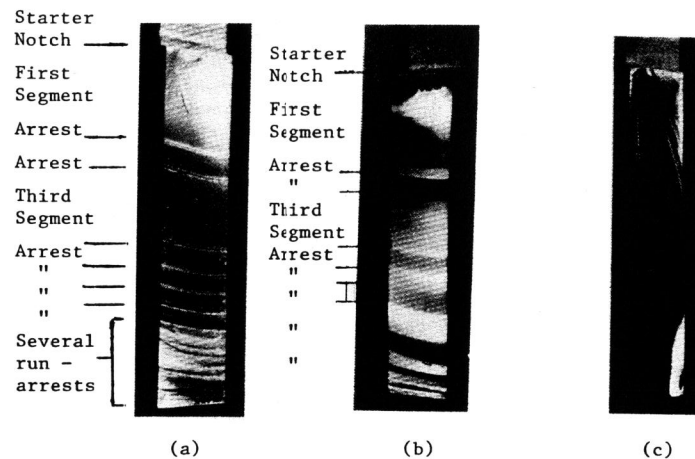 Starter
Notch
First
Segment
Arrest
Arrest
Third
Segment
Arrest
"
"
"
Several
run –
arrests
(a)
Starter
Notch
First
Segment
Arrest
"
Third
Segment
Arrest
"
"
"
"
(b)
(c)